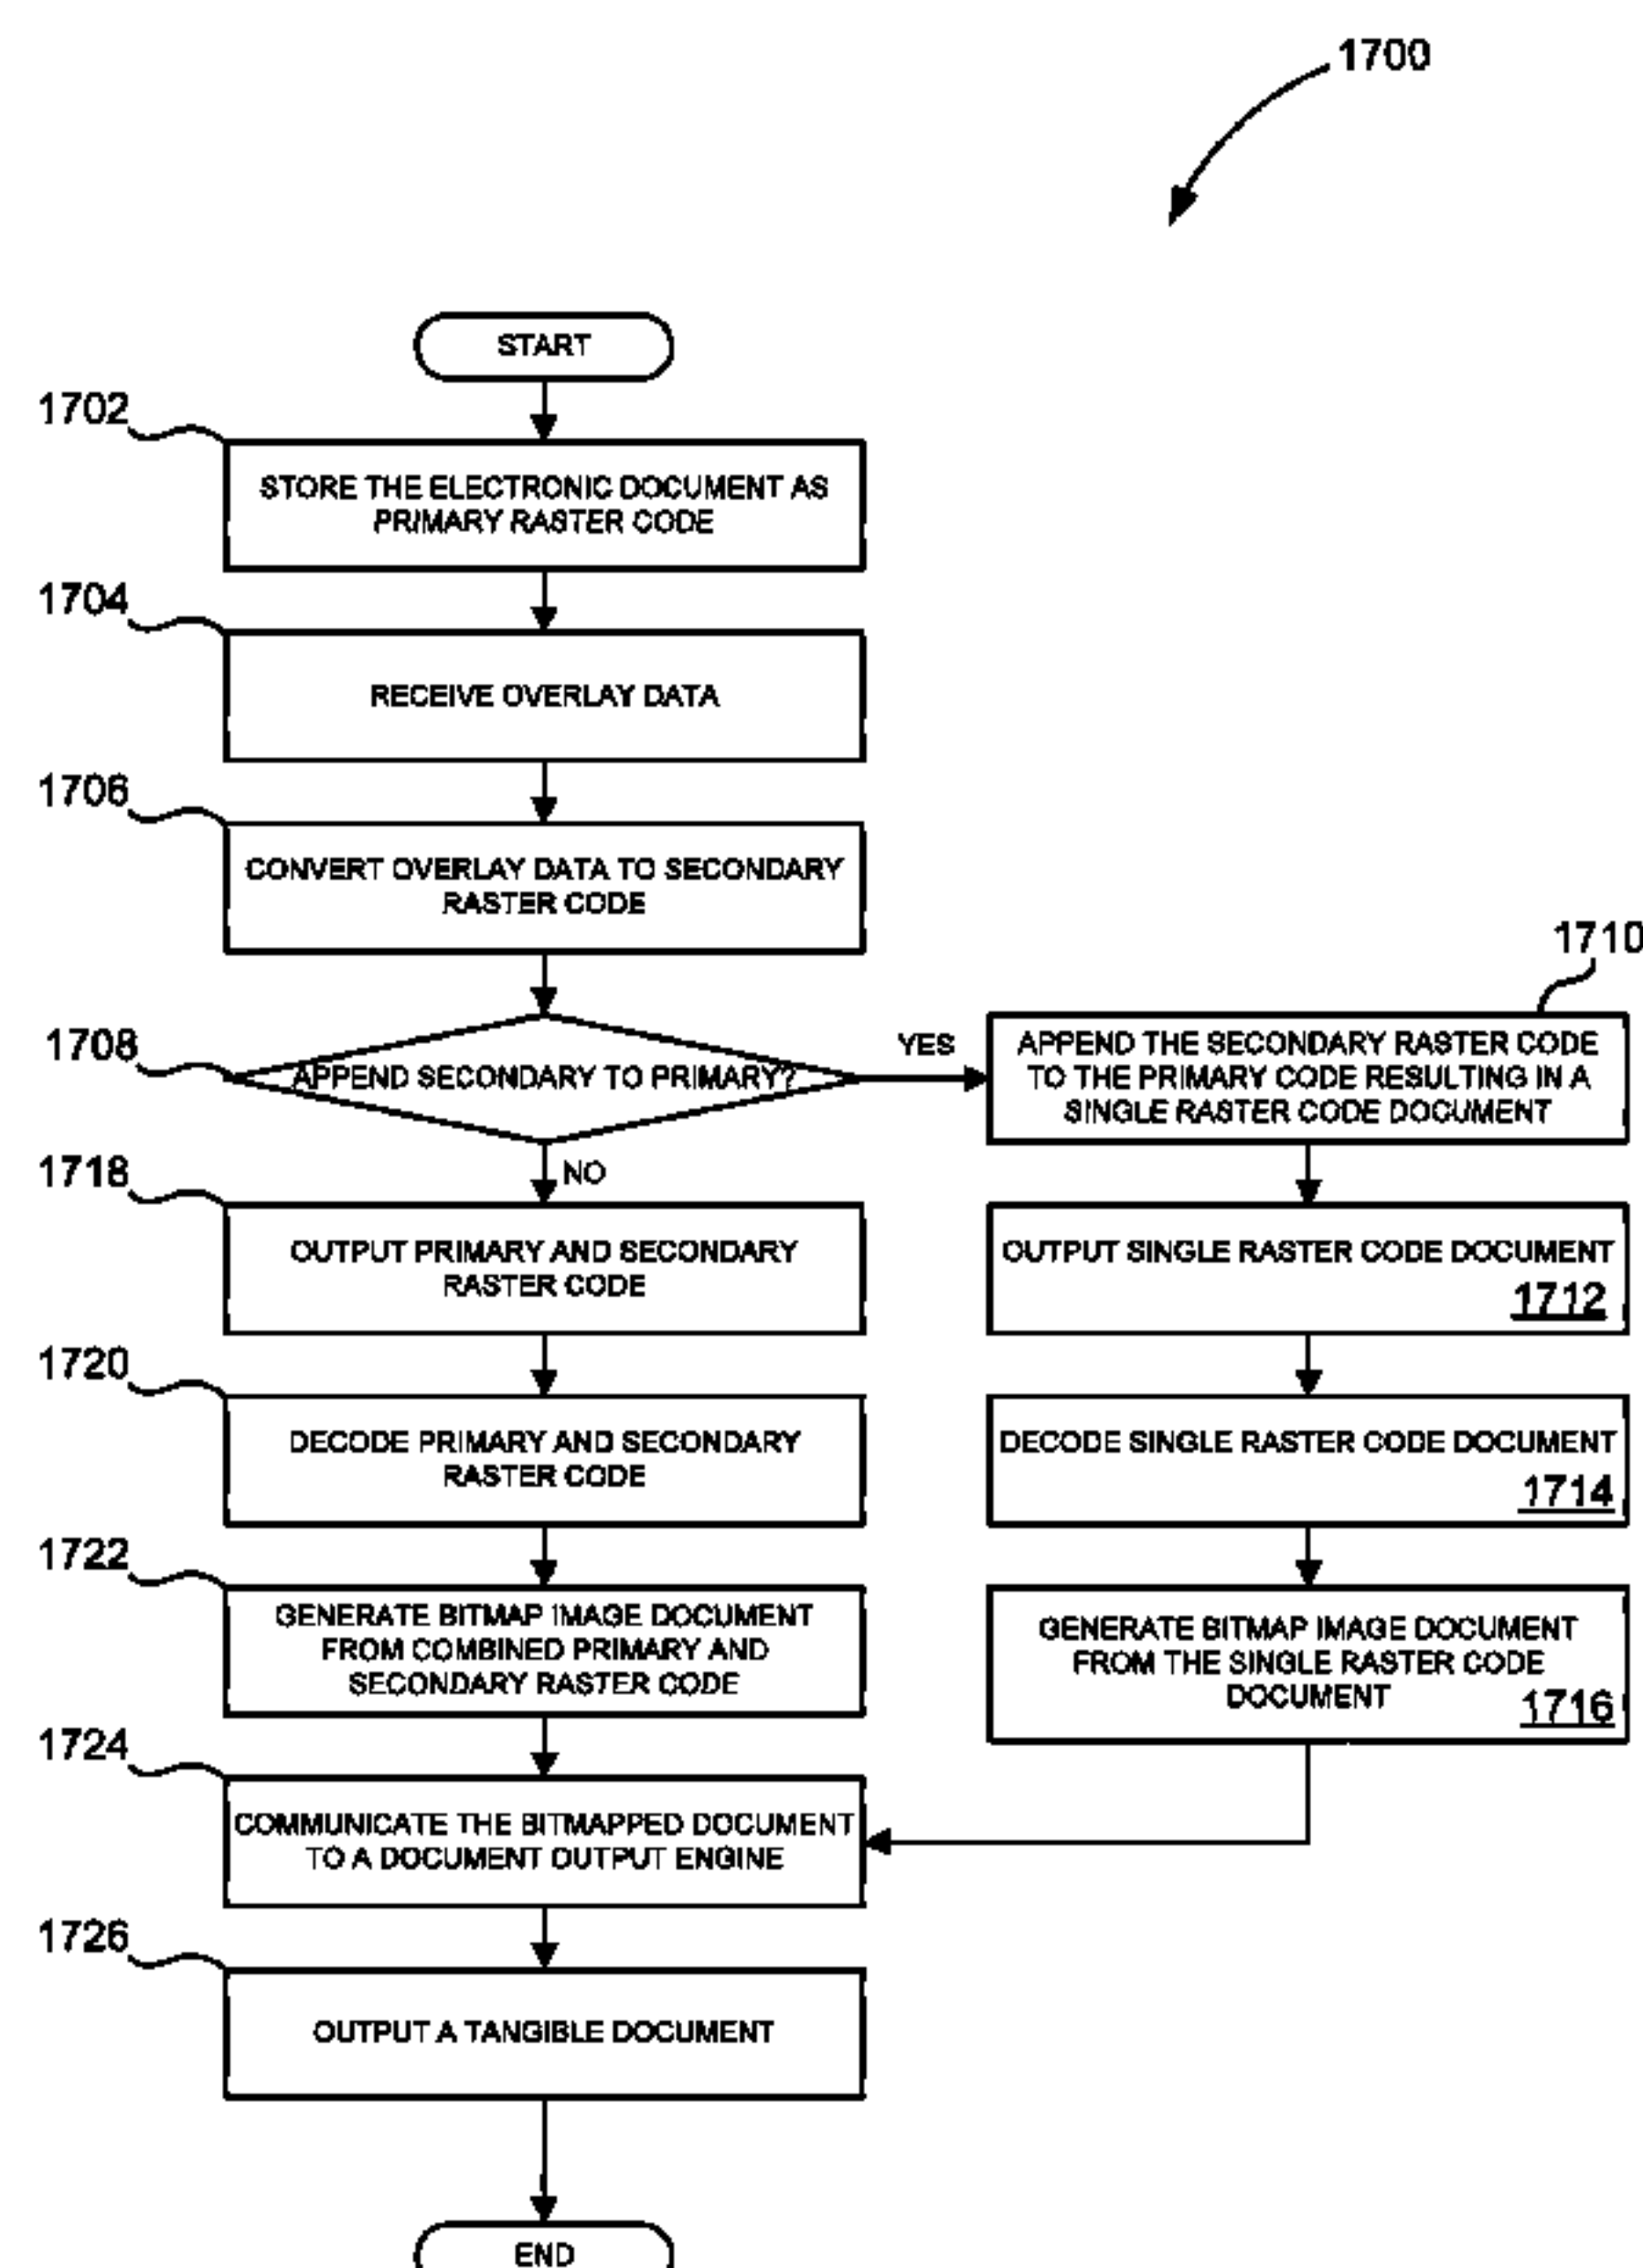 1700
START
1702
STORE THE ELECTRONIC DOCUMENT AS
PRIMARY RASTER CODE
1704
RECEIVE OVERLAY DATA
1706
CONVERT OVERLAY DATA TO SECONDARY
RASTER CODE
1708
APPEND SECONDARY TO PRIMARY?
YES
1710
APPEND THE SECONDARY RASTER CODE
TO THE PRIMARY CODE RESULTING IN A
SINGLE RASTER CODE DOCUMENT
NO
1718
OUTPUT PRIMARY AND SECONDARY
RASTER CODE
OUTPUT SINGLE RASTER CODE DOCUMENT
1712
1720
DECODE PRIMARY AND SECONDARY
RASTER CODE
DECODE SINGLE RASTER CODE DOCUMENT
1714
1722
GENERATE BITMAP IMAGE DOCUMENT
FROM COMBINED PRIMARY AND
SECONDARY RASTER CODE
GENERATE BITMAP IMAGE DOCUMENT
FROM THE SINGLE RASTER CODE
DOCUMENT
1716
1724
COMMUNICATE THE BITMAPPED DOCUMENT
TO A DOCUMENT OUTPUT ENGINE
1726
OUTPUT A TANGIBLE DOCUMENT
END